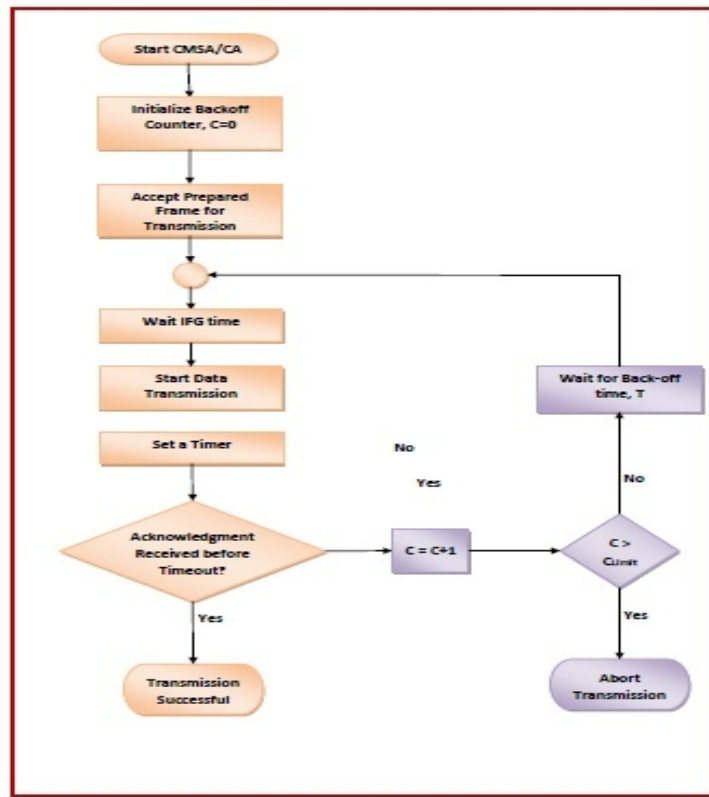 Start CMSA/CA
Initialize Backoff
Counter, C=0
Accept Prepared
Frame for
Transmission
Wait IFG time
Start Data
Transmission
Wait for Back-off
time, T
Set a Timer
No
Yes
No
Acknowledgment
Received before
Timeout?
C = C+1
C >
CLimit
Yes
Yes
Transmission
Successful
Abort
Transmission